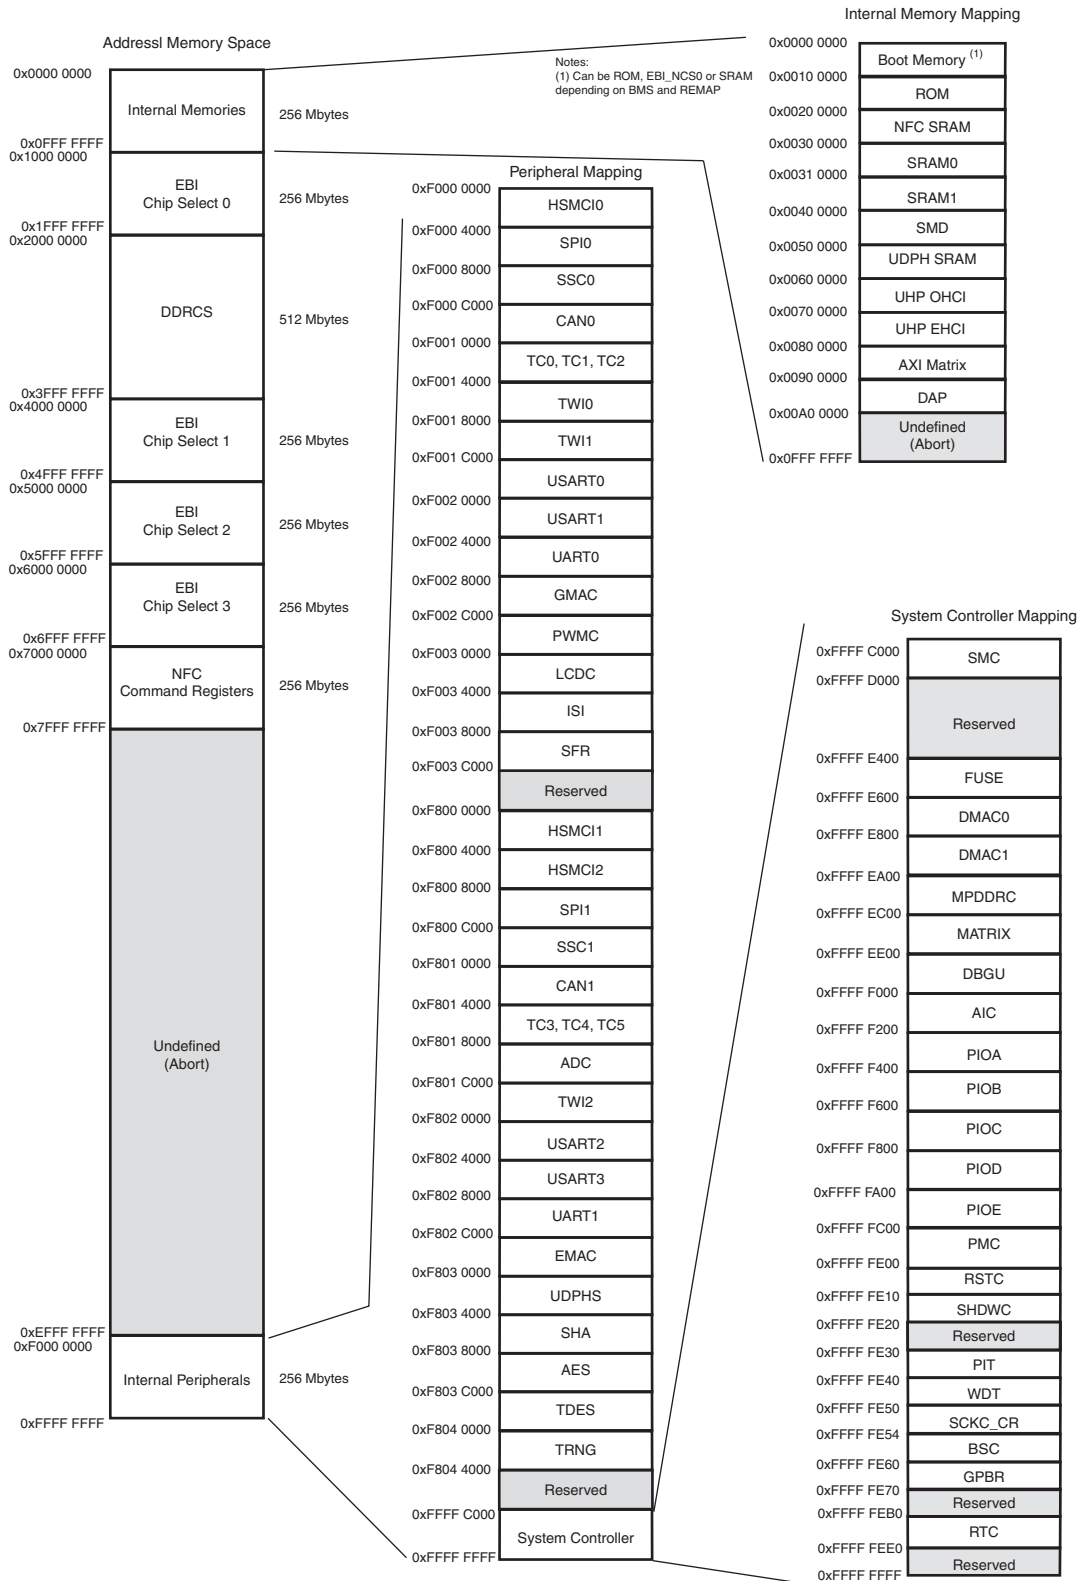 Addressl Memory Space
0x0000 0000
Internal Memories
256 Mbytes
0x0FFF FFFF
0x1000 0000
EBI
Chip Select 0
256 Mbytes
0x1FFF FFFF
0x2000 0000
DDRCS
512 Mbytes
0x3FFF FFFF
0x4000 0000
EBI
Chip Select 1
256 Mbytes
0x4FFF FFFF
0x5000 0000
EBI
Chip Select 2
256 Mbytes
0x5FFF FFFF
0x6000 0000
EBI
Chip Select 3
256 Mbytes
0x6FFF FFFF
0x7000 0000
NFC
Command Registers
256 Mbytes
0x7FFF FFFF
Undefined
(Abort)
0xEFFF FFFF
0xF000 0000
Internal Peripherals
256 Mbytes
0xFFFF FFFF
Notes:
(1) Can be ROM, EBI_NCS0 or SRAM
depending on BMS and REMAP
Peripheral Mapping
0xF000 0000
HSMCI0
0xF000 4000
SPI0
0xF000 8000
SSC0
0xF000 C000
CAN0
0xF001 0000
TC0, TC1, TC2
0xF001 4000
TWI0
0xF001 8000
TWI1
0xF001 C000
USART0
0xF002 0000
USART1
0xF002 4000
UART0
0xF002 8000
GMAC
0xF002 C000
PWMC
0xF003 0000
LCDC
0xF003 4000
ISI
0xF003 8000
SFR
0xF003 C000
Reserved
0xF800 0000
HSMCI1
0xF800 4000
HSMCI2
0xF800 8000
SPI1
0xF800 C000
SSC1
0xF801 0000
CAN1
0xF801 4000
TC3, TC4, TC5
0xF801 8000
ADC
0xF801 C000
TWI2
0xF802 0000
USART2
0xF802 4000
USART3
0xF802 8000
UART1
0xF802 C000
EMAC
0xF803 0000
UDPHS
0xF803 4000
SHA
0xF803 8000
AES
0xF803 C000
TDES
0xF804 0000
TRNG
0xF804 4000
Reserved
0xFFFF C000
System Controller
0xFFFF FFFF
Internal Memory Mapping
0x0000 0000
Boot Memory (1)
0x0010 0000
ROM
0x0020 0000
NFC SRAM
0x0030 0000
SRAM0
0x0031 0000
SRAM1
0x0040 0000
SMD
0x0050 0000
UDPH SRAM
0x0060 0000
UHP OHCI
0x0070 0000
UHP EHCI
0x0080 0000
AXI Matrix
0x0090 0000
DAP
0x00A0 0000
Undefined
(Abort)
0x0FFF FFFF
System Controller Mapping
0xFFFF C000
SMC
0xFFFF D000
Reserved
0xFFFF E400
FUSE
0xFFFF E600
DMAC0
0xFFFF E800
DMAC1
0xFFFF EA00
MPDDRC
0xFFFF EC00
MATRIX
0xFFFF EE00
DBGU
0xFFFF F000
AIC
0xFFFF F200
PIOA
0xFFFF F400
PIOB
0xFFFF F600
PIOC
0xFFFF F800
PIOD
0xFFFF FA00
PIOE
0xFFFF FC00
PMC
0xFFFF FE00
RSTC
0xFFFF FE10
SHDWC
0xFFFF FE20
Reserved
0xFFFF FE30
PIT
0xFFFF FE40
WDT
0xFFFF FE50
SCKC_CR
0xFFFF FE54
BSC
0xFFFF FE60
GPBR
0xFFFF FE70
Reserved
0xFFFF FEB0
RTC
0xFFFF FEE0
Reserved
0xFFFF FFFF